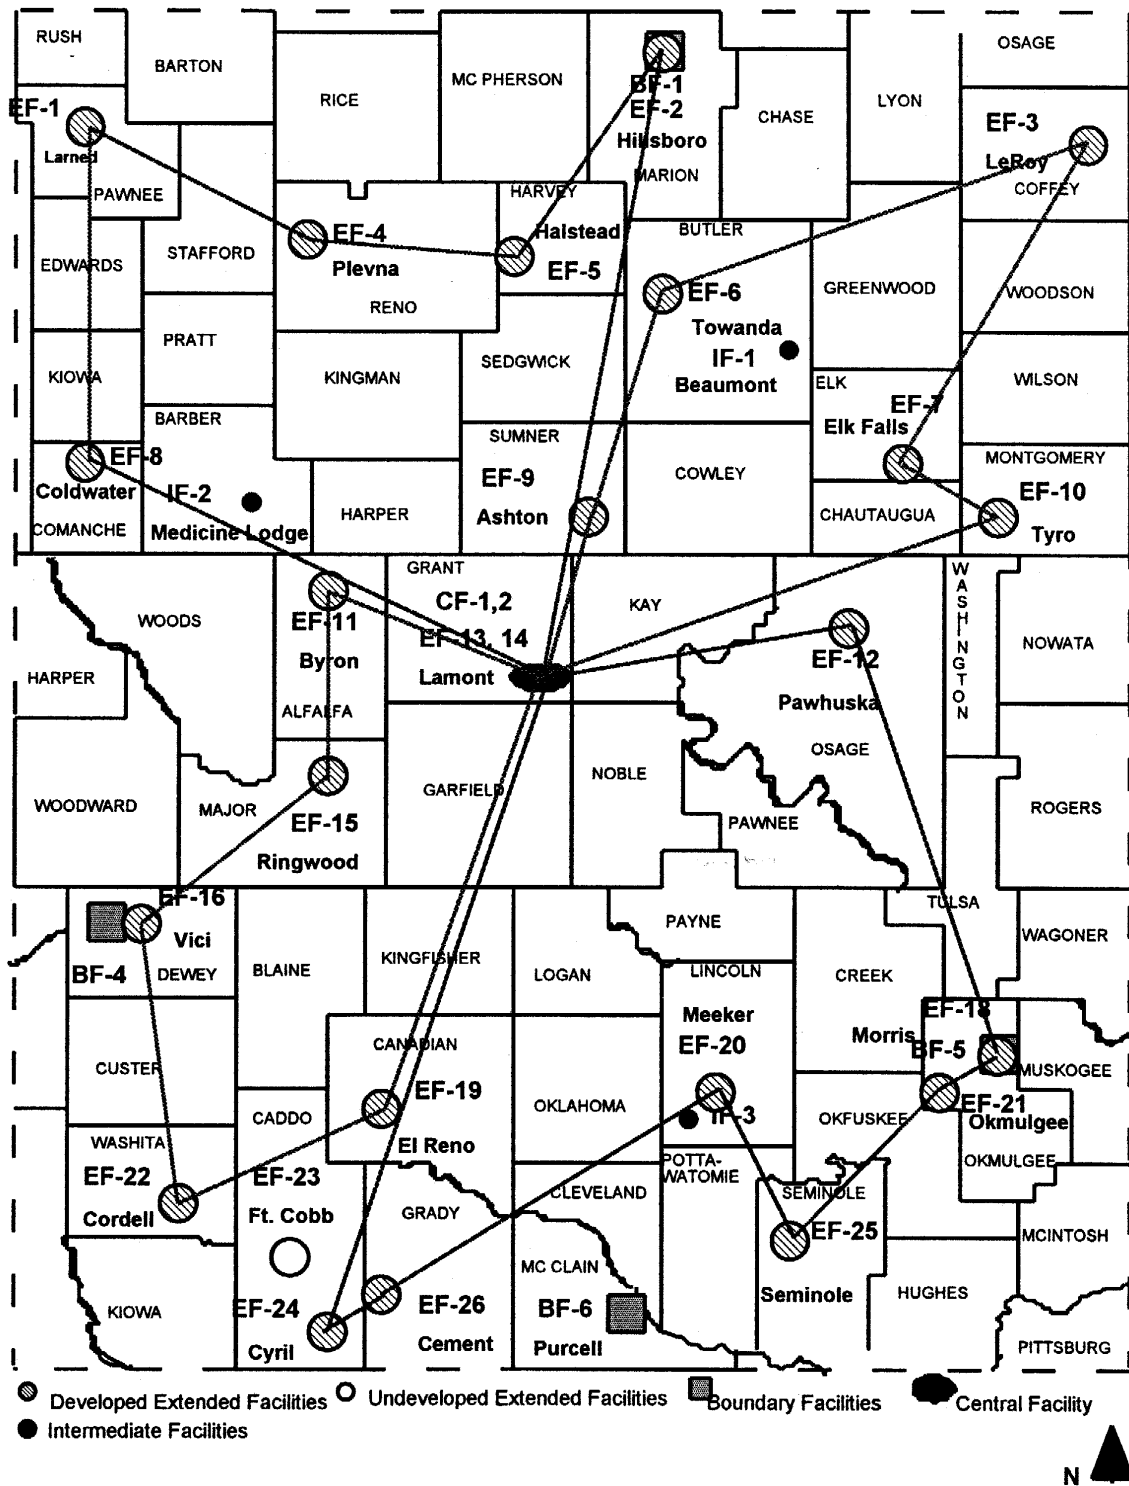 RUSH
BARTON
RICE
MC PHERSON
BF-1
EF-2
Hillsboro
MARION
CHASE
LYON
OSAGE
EF-1
Larned
PAWNEE
EF-3
LeRoy
COFFEY
HARVEY
Halstead
EF-5
BUTLER
EDWARDS
STAFFORD
EF-4
Plevna
RENO
EF-6
Towanda
IF-1
Beaumont
GREENWOOD
WOODSON
PRATT
KIOWA
KINGMAN
SEDGWICK
ELK
EF-7
Elk Falls
WILSON
BARBER
SUMNER
EF-9
Ashton
COWLEY
MONTGOMERY
EF-10
Tyro
EF-8
Coldwater
COMANCHE
IF-2
Medicine Lodge
HARPER
CHAUTAUGUA
GRANT
CF-1,2
EF-13, 14
Lamont
KAY
WASHINGTON
WOODS
EF-11
Byron
ALFALFA
EF-12
Pawhuska
OSAGE
NOWATA
HARPER
WOODWARD
MAJOR
EF-15
Ringwood
GARFIELD
NOBLE
PAWNEE
ROGERS
EF-16
Vici
BF-4
DEWEY
BLAINE
KINGFISHER
LOGAN
PAYNE
LINCOLN
TULSA
WAGONER
CREEK
Meeker
EF-20
IF-3
Morris
EF-18
BF-5
MUSKOGEE
CUSTER
CANADIAN
EF-19
El Reno
OKLAHOMA
OKFUSKEE
EF-21
Okmulgee
OKMULGEE
CADDO
WASHITA
EF-22
Cordell
EF-23
Ft. Cobb
GRADY
CLEVELAND
POTTA-
WATOMIE
SEMINOLE
EF-25
Seminole
MCINTOSH
KIOWA
EF-24
Cyril
EF-26
Cement
MC CLAIN
BF-6
Purcell
HUGHES
PITTSBURG
Developed Extended Facilities
Undeveloped Extended Facilities
Boundary Facilities
Central Facility
Intermediate Facilities
N